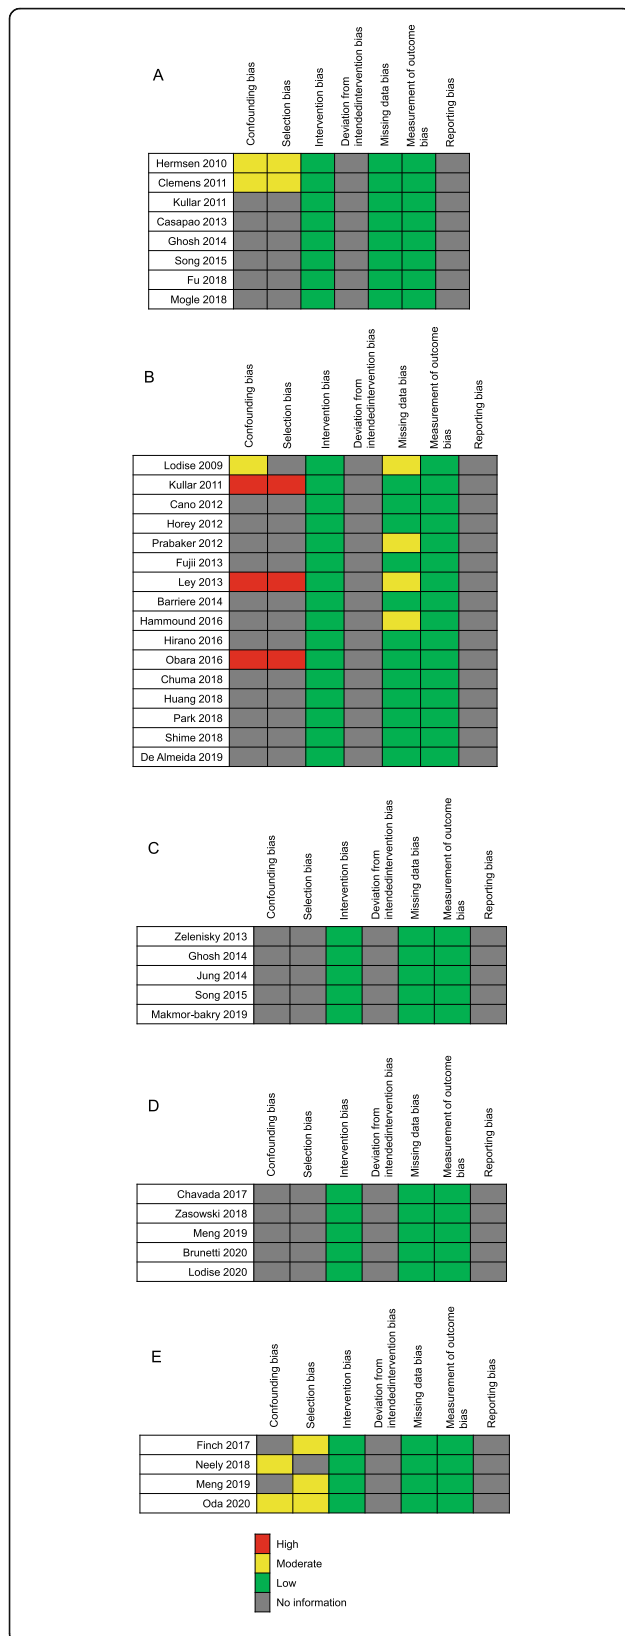 A
Confounding bias
Selection bias
Intervention bias
Deviation from
intendedintervention bias
Missing data bias
Measurement of outcome
bias
Reporting bias
Hermsen 2010
Clemens 2011
Kullar 2011
Casapao 2013
Ghosh 2014
Song 2015
Fu 2018
Mogle 2018
B
Confounding bias
Selection bias
Intervention bias
Deviation from
intendedintervention bias
Missing data bias
Measurement of outcome
bias
Reporting bias
Lodise 2009
Kullar 2011
Cano 2012
Horey 2012
Prabaker 2012
Fujii 2013
Ley 2013
Barriere 2014
Hammound 2016
Hirano 2016
Obara 2016
Chuma 2018
Huang 2018
Park 2018
Shime 2018
De Almeida 2019
C
Confounding bias
Selection bias
Intervention bias
Deviation from
intendedintervention bias
Missing data bias
Measurement of outcome
bias
Reporting bias
Zelenisky 2013
Ghosh 2014
Jung 2014
Song 2015
Makmor-bakry 2019
D
Confounding bias
Selection bias
Intervention bias
Deviation from
intendedintervention bias
Missing data bias
Measurement of outcome
bias
Reporting bias
Chavada 2017
Zasowski 2018
Meng 2019
Brunetti 2020
Lodise 2020
E
Confounding bias
Selection bias
Intervention bias
Deviation from
intendedintervention bias
Missing data bias
Measurement of outcome
bias
Reporting bias
Finch 2017
Neely 2018
Meng 2019
Oda 2020
High
Moderate
Low
No information